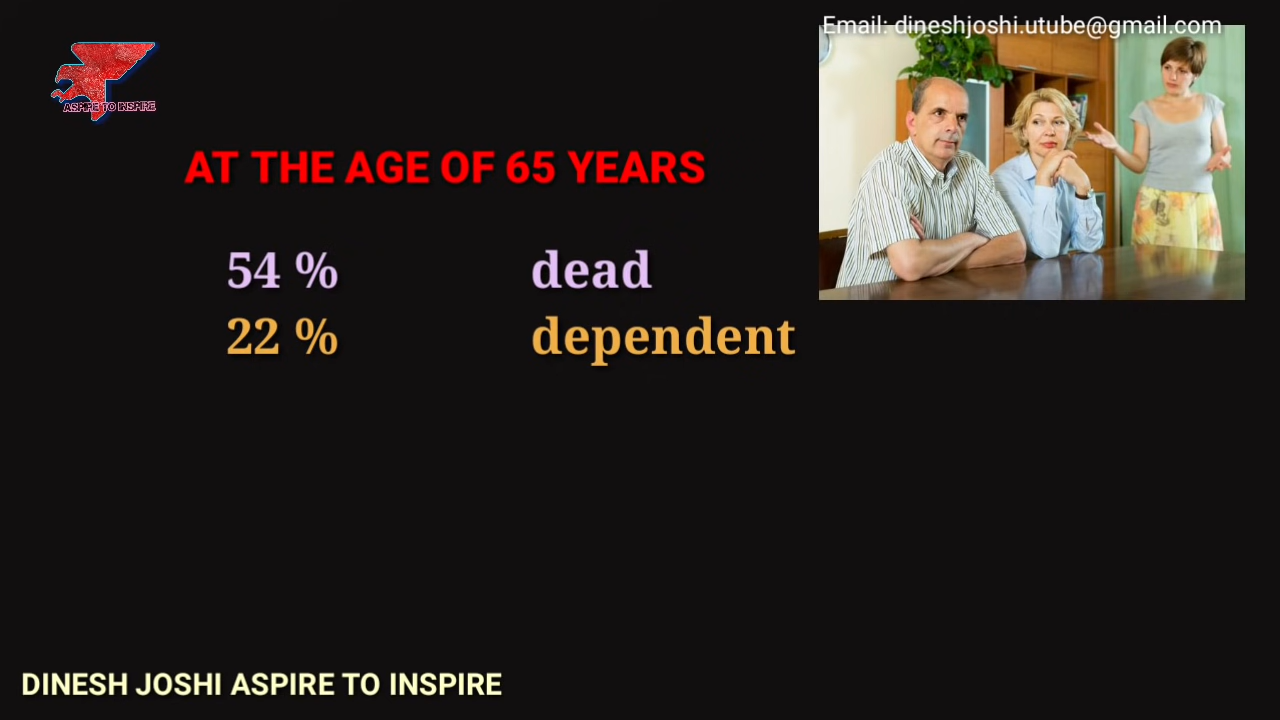 Email: dineshjoshi.utube@gmail.com
ASPIRE TO INSPIRE
AT THE AGE OF 65 YEARS
54 % dead
22 % dependent
DINESH JOSHI ASPIRE TO INSPIRE